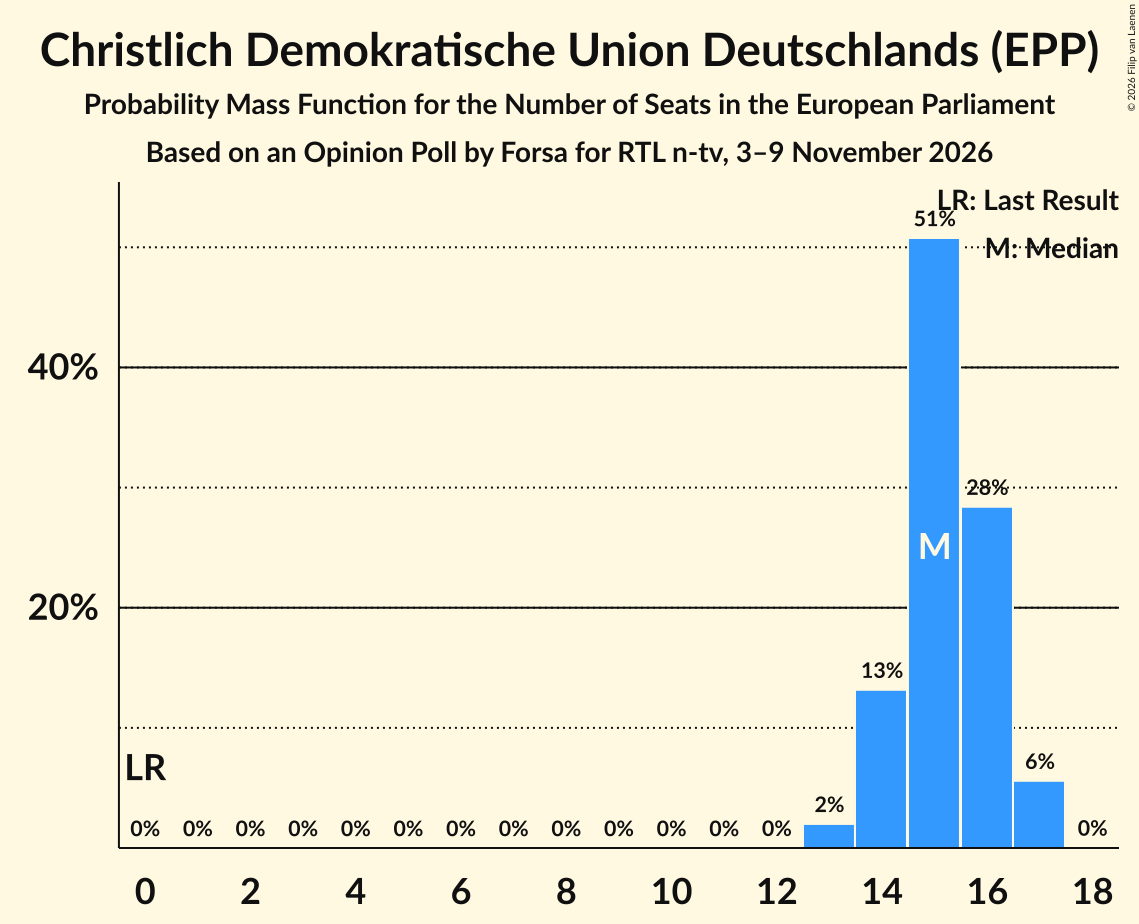 Christlich Demokratische Union Deutschlands (EPP)
Probability Mass Function for the Number of Seats in the European Parliament
Based on an Opinion Poll by Forsa for RTL n-tv, 3–9 November 2026
© 2026 Filip van Laenen
LR: Last Result
M: Median
51%
40%
28%
M
20%
13%
LR
6%
2%
0% 0% 0% 0% 0% 0% 0% 0% 0% 0% 0% 0% 0% 0%
0 2 4 6 8 10 12 14 16 18